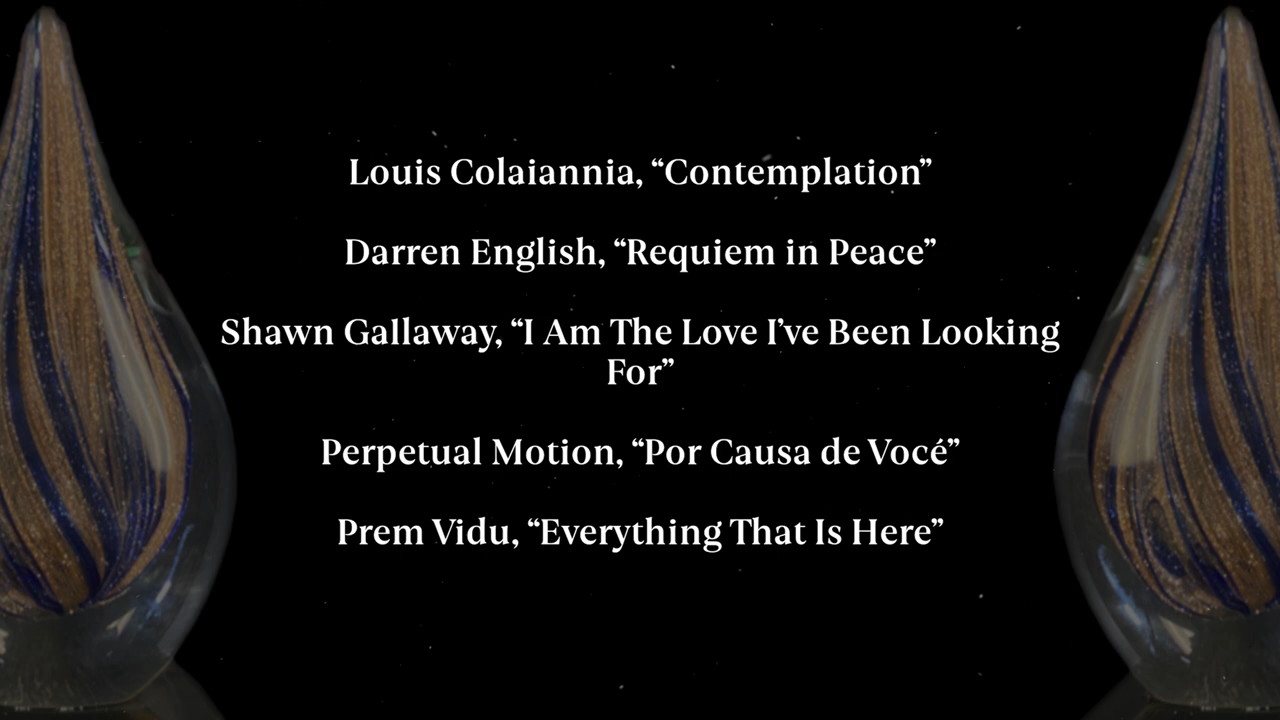 Louis Colaiannia, “Contemplation”
Darren English, “Requiem in Peace”
Shawn Gallaway, “I Am The Love I’ve Been Looking
For”
Perpetual Motion, “Por Causa de Vocé”
Prem Vidu, “Everything That Is Here”